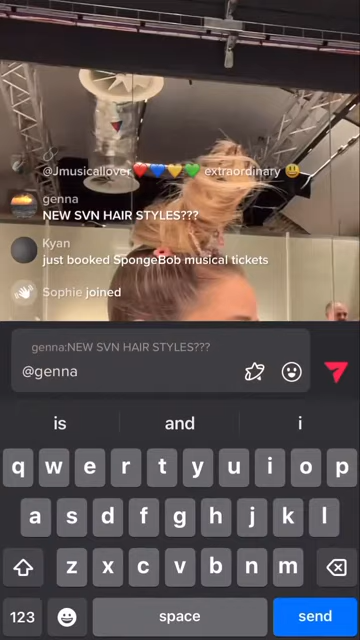 @Jmusicallover ❤️💙💛💚 extraordinary 😃
genna
NEW SVN HAIR STYLES???
Kyan
just booked SpongeBob musical tickets
Sophie joined
genna:NEW SVN HAIR STYLES???
@genna
is and i
q w e r t y u i o p
a s d f g h j k l
z x c v b n m
123 space send